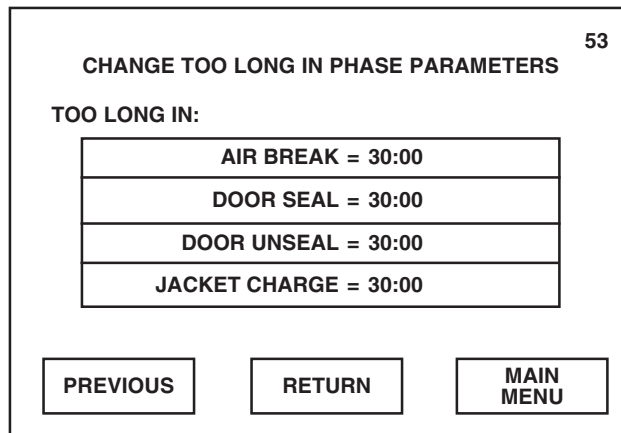 53
CHANGE TOO LONG IN PHASE PARAMETERS
TOO LONG IN:
AIR BREAK = 30:00
DOOR SEAL = 30:00
DOOR UNSEAL = 30:00
JACKET CHARGE = 30:00
PREVIOUS
RETURN
MAIN
MENU